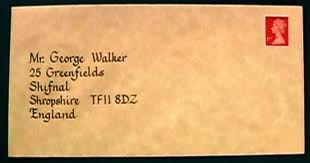 Mr. George Walker
25 Greenfields
Shifnal
Shropshire TF11 8DZ
England